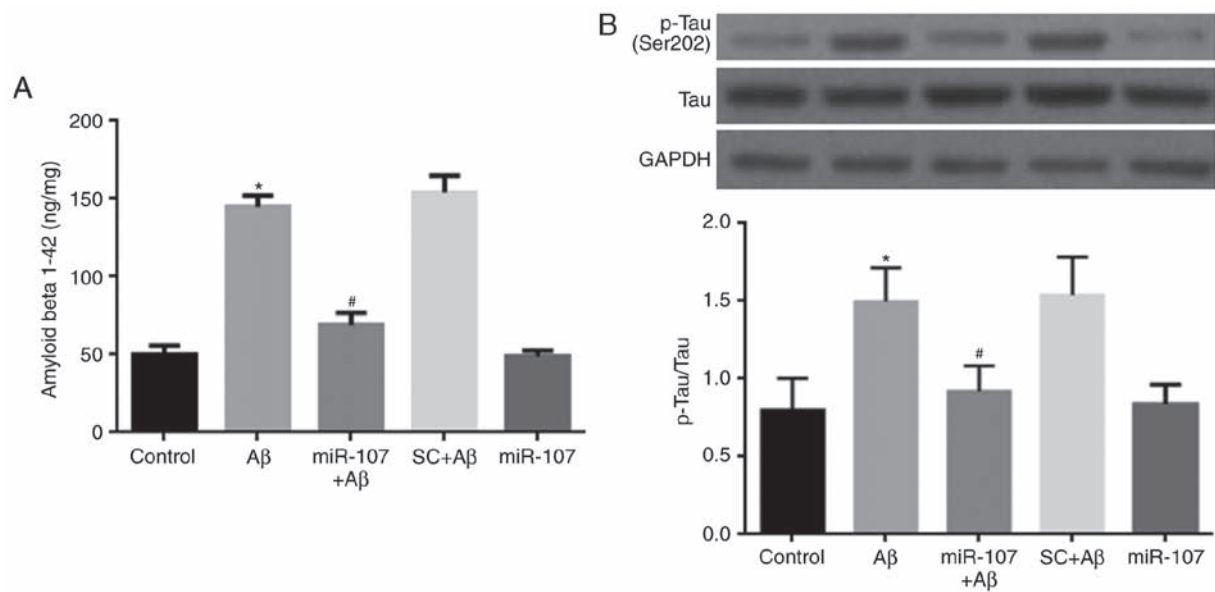 A
200
150
100
50
0
Amyloid beta 1-42 (ng/mg)
*
#
Control
Aβ
miR-107
+Aβ
SC+Aβ
miR-107
B
p-Tau
(Ser202)
Tau
GAPDH
2.0
1.5
1.0
0.5
0.0
p-Tau/Tau
*
#
Control
Aβ
miR-107
+Aβ
SC+Aβ
miR-107